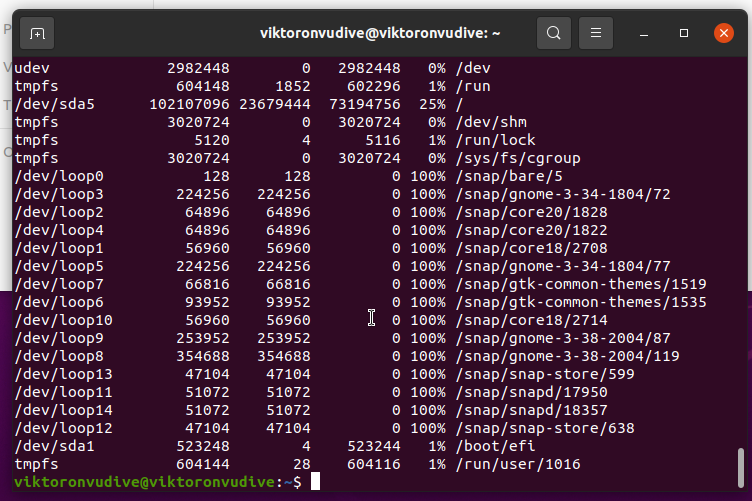 viktoronvudive@viktoronvudive: ~
udev 2982448 0 2982448 0% /dev
tmpfs 604148 1852 602296 1% /run
/dev/sda5 102107096 23679444 73194756 25% /
tmpfs 3020724 0 3020724 0% /dev/shm
tmpfs 5120 4 5116 1% /run/lock
tmpfs 3020724 0 3020724 0% /sys/fs/cgroup
/dev/loop0 128 128 0 100% /snap/bare/5
/dev/loop3 224256 224256 0 100% /snap/gnome-3-34-1804/72
/dev/loop2 64896 64896 0 100% /snap/core20/1828
/dev/loop4 64896 64896 0 100% /snap/core20/1822
/dev/loop1 56960 56960 0 100% /snap/core18/2708
/dev/loop5 224256 224256 0 100% /snap/gnome-3-34-1804/77
/dev/loop7 66816 66816 0 100% /snap/gtk-common-themes/1519
/dev/loop6 93952 93952 0 100% /snap/gtk-common-themes/1535
/dev/loop10 56960 56960 0 100% /snap/core18/2714
/dev/loop9 253952 253952 0 100% /snap/gnome-3-38-2004/87
/dev/loop8 354688 354688 0 100% /snap/gnome-3-38-2004/119
/dev/loop13 47104 47104 0 100% /snap/snap-store/599
/dev/loop11 51072 51072 0 100% /snap/snapd/17950
/dev/loop14 51072 51072 0 100% /snap/snapd/18357
/dev/loop12 47104 47104 0 100% /snap/snap-store/638
/dev/sda1 523248 4 523244 1% /boot/efi
tmpfs 604144 28 604116 1% /run/user/1016
viktoronvudive@viktoronvudive:~$